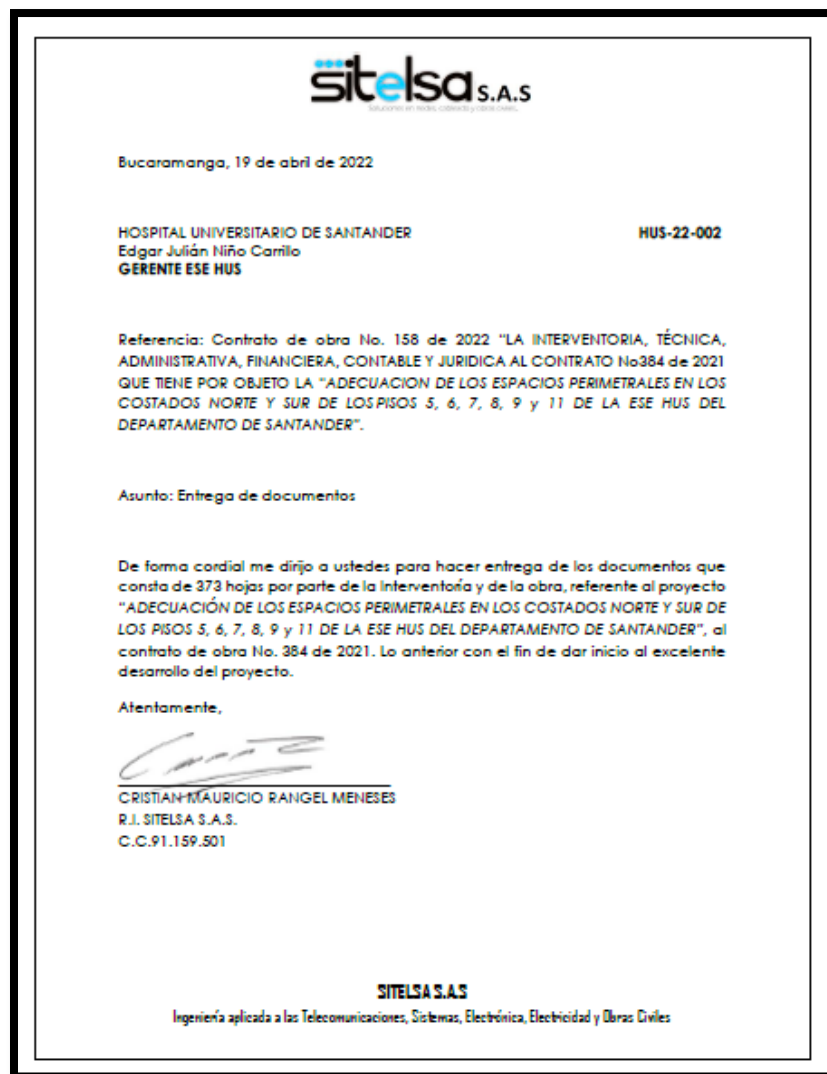 sitelsa S.A.S
Soluciones en Redes, cableado y obras civiles.
Bucaramanga, 19 de abril de 2022
HOSPITAL UNIVERSITARIO DE SANTANDER HUS-22-002
Edgar Julián Niño Carrillo
GERENTE ESE HUS
Referencia: Contrato de obra No. 158 de 2022 "LA INTERVENTORIA, TÉCNICA,
ADMINISTRATIVA, FINANCIERA, CONTABLE Y JURIDICA AL CONTRATO No384 de 2021
QUE TIENE POR OBJETO LA "ADECUACION DE LOS ESPACIOS PERIMETRALES EN LOS
COSTADOS NORTE Y SUR DE LOS PISOS 5, 6, 7, 8, 9 y 11 DE LA ESE HUS DEL
DEPARTAMENTO DE SANTANDER".
Asunto: Entrega de documentos
De forma cordial me dirijo a ustedes para hacer entrega de los documentos que
consta de 373 hojas por parte de la Interventoría y de la obra, referente al proyecto
"ADECUACIÓN DE LOS ESPACIOS PERIMETRALES EN LOS COSTADOS NORTE Y SUR DE
LOS PISOS 5, 6, 7, 8, 9 y 11 DE LA ESE HUS DEL DEPARTAMENTO DE SANTANDER", al
contrato de obra No. 384 de 2021. Lo anterior con el fin de dar inicio al excelente
desarrollo del proyecto.
Atentamente,
CRISTIAN MAURICIO RANGEL MENESES
R.I. SITELSA S.A.S.
C.C.91.159.501
SITELSA S.A.S
Ingeniería aplicada a las Telecomunicaciones, Sistemas, Electrónica, Electricidad y Obras Civiles